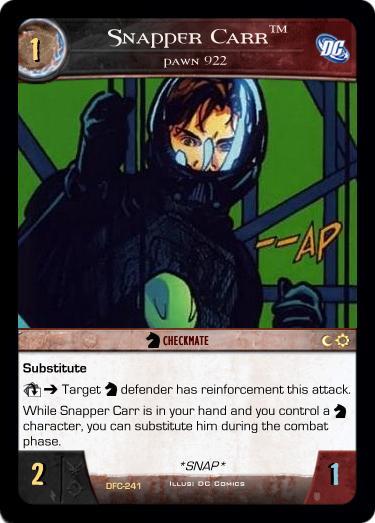 1
SNAPPER CARR™
PAWN 922
DC
--AP
CHECKMATE
Substitute
➔ Target defender has reinforcement this attack.
While Snapper Carr is in your hand and you control a
character, you can substitute him during the combat
phase.
*SNAP*
2
DFC-241
ILLUS: DC COMICS
1